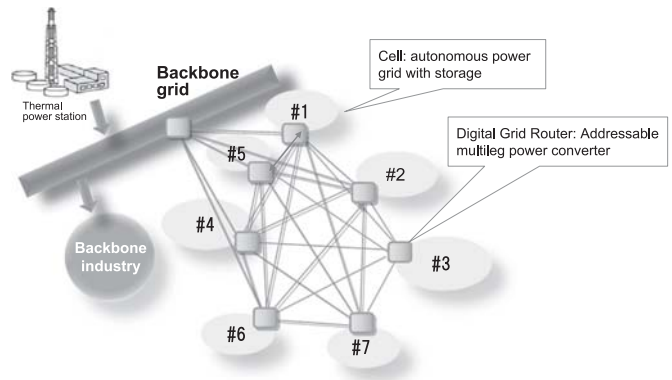 Thermal
power station
Backbone
grid
Backbone
industry
Cell: autonomous power
grid with storage
Digital Grid Router: Addressable
multileg power converter
#1
#5
#2
#4
#3
#6
#7